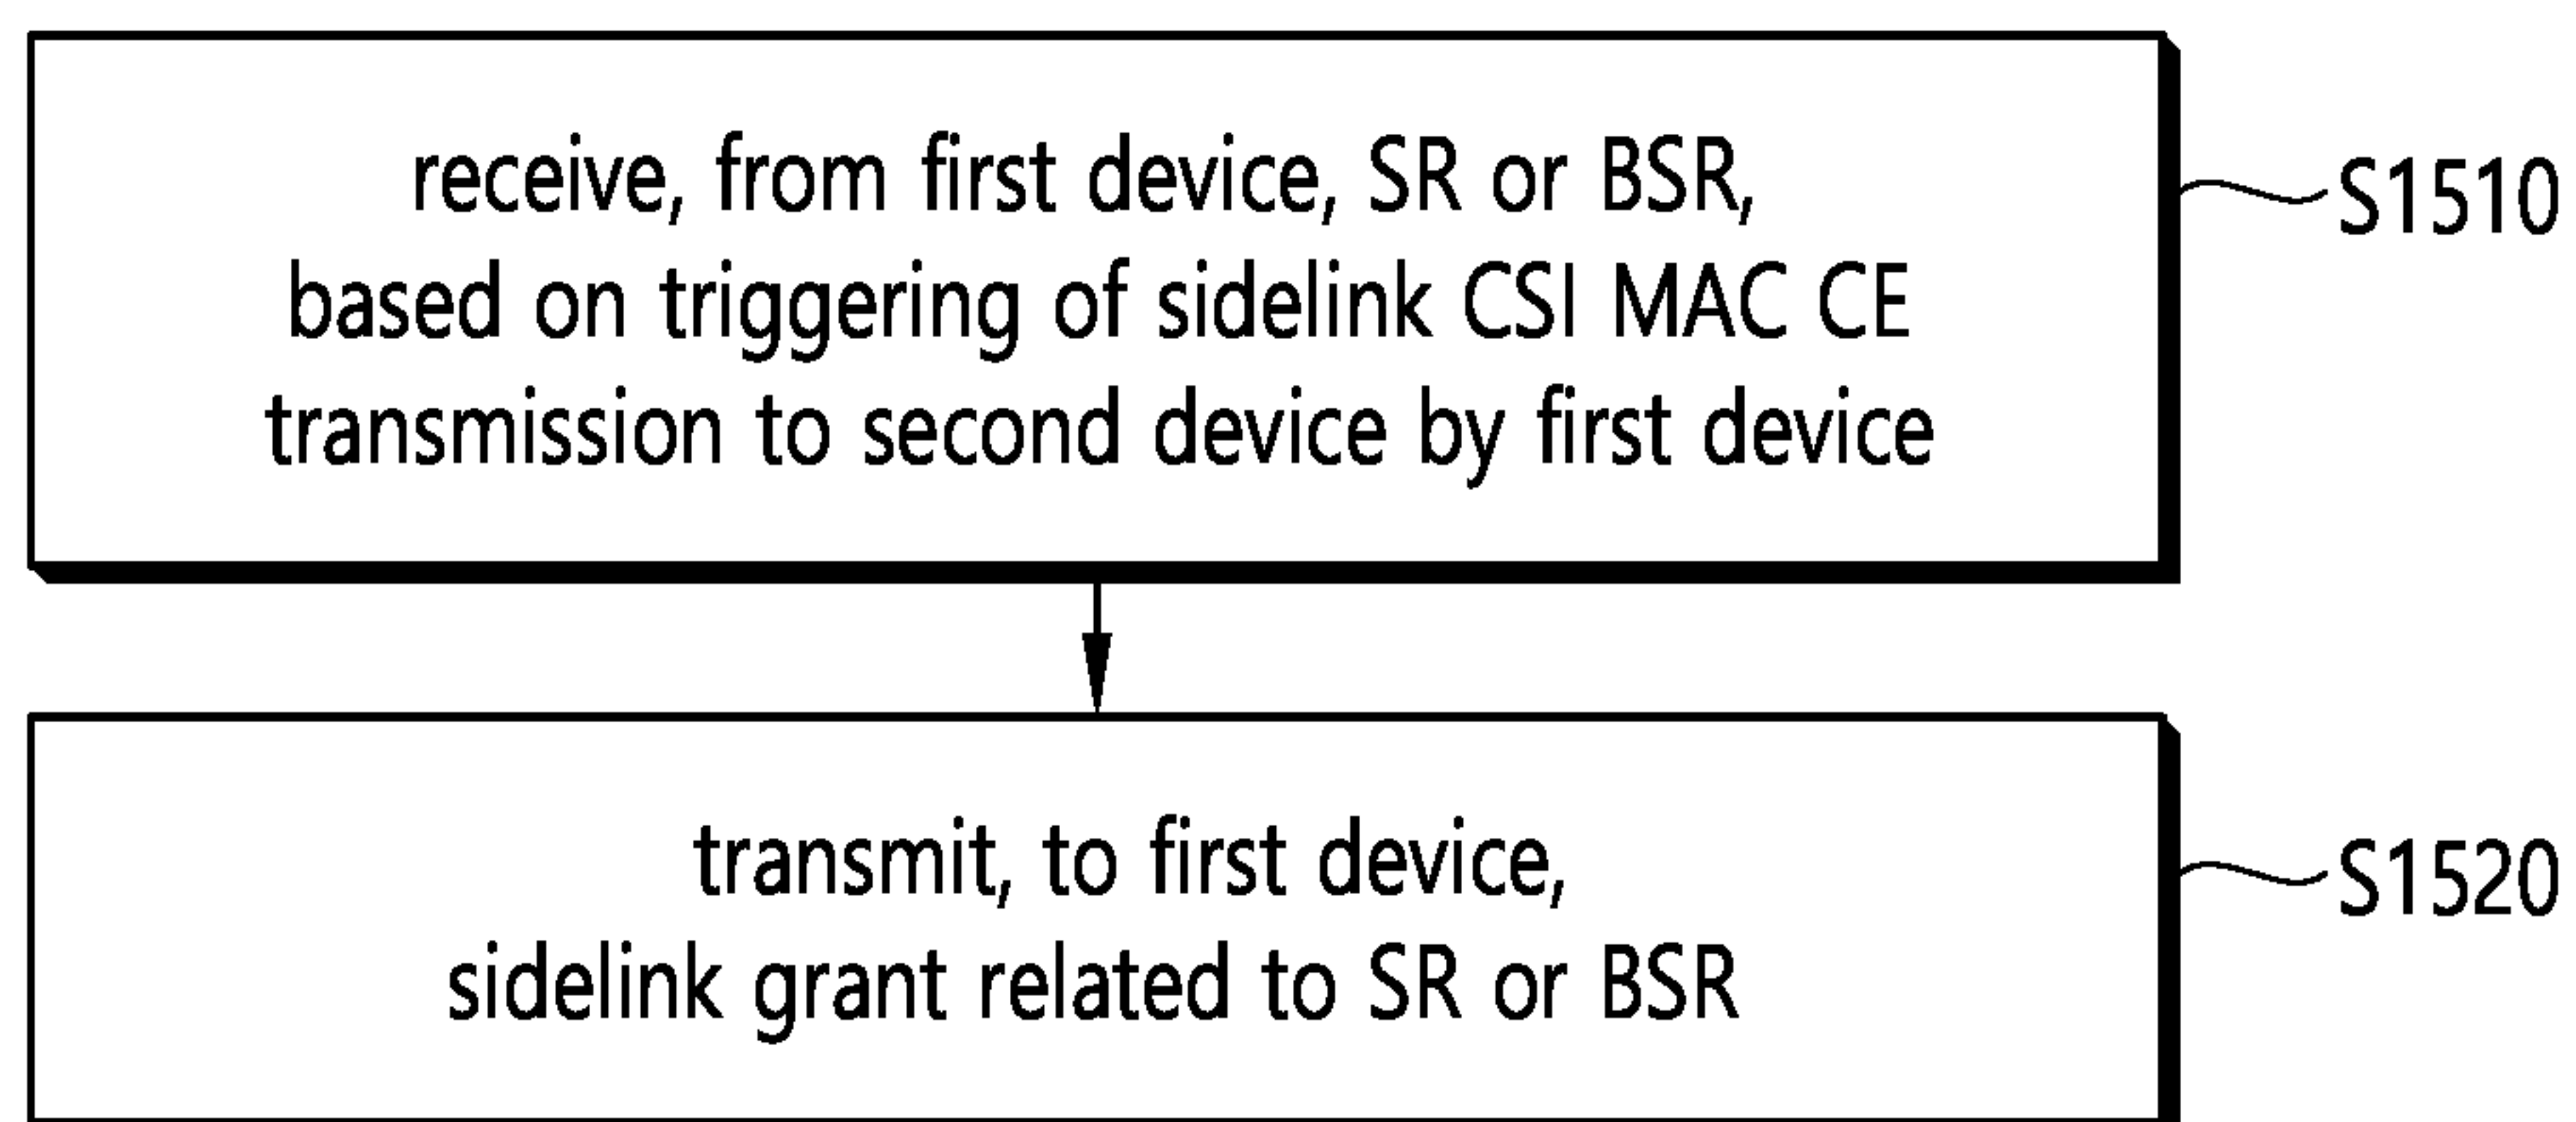 receive, from first device, SR or BSR,
based on triggering of sidelink CSI MAC CE
transmission to second device by first device
S1510
transmit, to first device,
sidelink grant related to SR or BSR
S1520